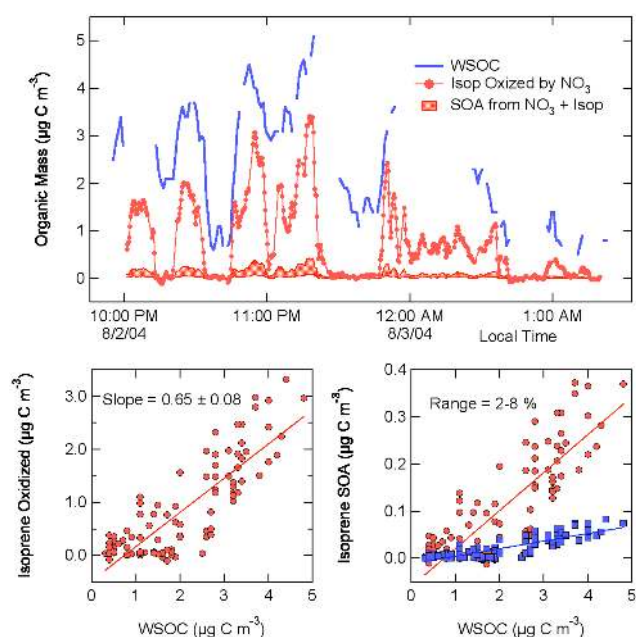 5
4
3
2
1
0
Organic Mass (µg C m⁻³)
WSOC
Isop Oxized by NO₃
SOA from NO₃ + Isop
10:00 PM
8/2/04
11:00 PM
12:00 AM
8/3/04
1:00 AM
Local Time
Isoprene Oxidized (µg C m⁻³)
3.0
2.0
1.0
0.0
Slope = 0.65 ± 0.08
0 1 2 3 4 5
WSOC (µg C m⁻³)
Isoprene SOA (µg C m⁻³)
0.4
0.3
0.2
0.1
0.0
Range = 2-8 %
0 1 2 3 4 5
WSOC (µg C m⁻³)